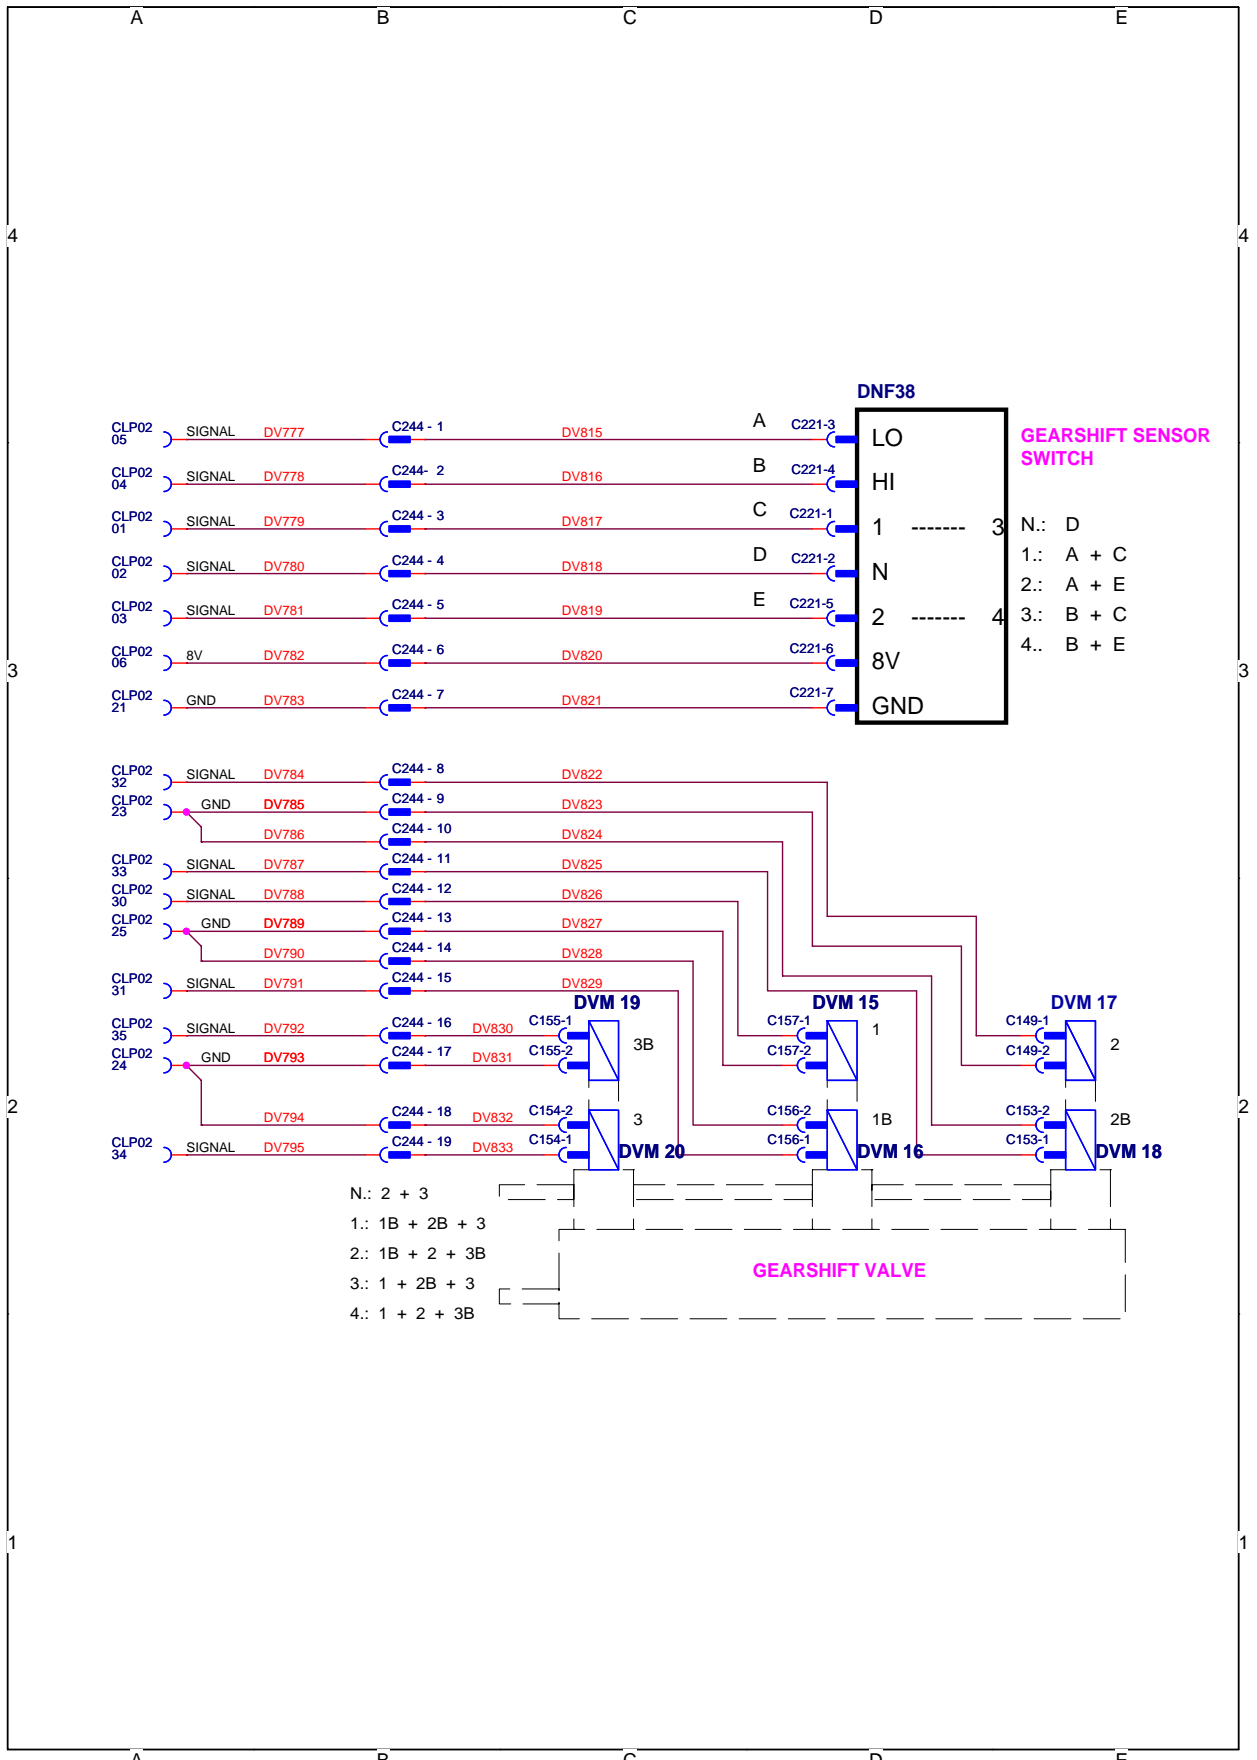 A B C D E
4 4
DNF38
CLP02 05 SIGNAL DV777 C244 - 1 DV815 A C221-3 LO
GEARSHIFT SENSOR
SWITCH
CLP02 04 SIGNAL DV778 C244- 2 DV816 B C221-4 HI
CLP02 01 SIGNAL DV779 C244 - 3 DV817 C C221-1 1 ------- 3
N.: D
CLP02 02 SIGNAL DV780 C244 - 4 DV818 D C221-2 N
1.: A + C
2.: A + E
CLP02 03 SIGNAL DV781 C244 - 5 DV819 E C221-5 2 ------- 4
3.: B + C
4.. B + E
CLP02 06 8V DV782 C244 - 6 DV820 C221-6 8V
3 3
CLP02 21 GND DV783 C244 - 7 DV821 C221-7 GND
CLP02 32 SIGNAL DV784 C244 - 8 DV822
CLP02 23 GND DV785 C244 - 9 DV823
DV786 C244 - 10 DV824
CLP02 33 SIGNAL DV787 C244 - 11 DV825
CLP02 30 SIGNAL DV788 C244 - 12 DV826
CLP02 25 GND DV789 C244 - 13 DV827
DV790 C244 - 14 DV828
CLP02 31 SIGNAL DV791 C244 - 15 DV829
DVM 19 DVM 15 DVM 17
CLP02 35 SIGNAL DV792 C244 - 16 DV830 C155-1 3B C157-1 1 C149-1 2
CLP02 24 GND DV793 C244 - 17 DV831 C155-2 C157-2 C149-2
2 2
DV794 C244 - 18 DV832 C154-2 3 C156-2 1B C153-2 2B
CLP02 34 SIGNAL DV795 C244 - 19 DV833 C154-1 DVM 20 C156-1 DVM 16 C153-1 DVM 18
N.: 2 + 3
1.: 1B + 2B + 3
2.: 1B + 2 + 3B
GEARSHIFT VALVE
3.: 1 + 2B + 3
4.: 1 + 2 + 3B
1 1
A B C D E